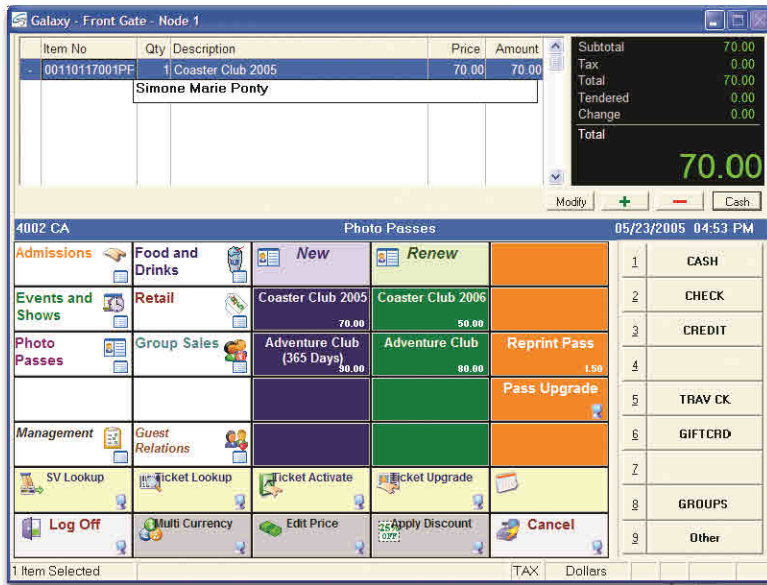 Galaxy - Front Gate - Node 1
Item No Qty Description Price Amount
- 00110117001PF 1 Coaster Club 2005 70.00 70.00
Simone Marie Ponty
Subtotal 70.00
Tax 0.00
Total 70.00
Tendered 0.00
Change 0.00
Total
70.00
Modify + - Cash
4002 CA Photo Passes 05/23/2005 04:53 PM
Admissions
Food and
Drinks
New
Renew
Events and
Shows
Retail
Coaster Club 2005
70.00
Coaster Club 2006
50.00
Photo
Passes
Group Sales
Adventure Club
(365 Days)
90.00
Adventure Club
80.00
Reprint Pass
1.50
Pass Upgrade
Management
Guest
Relations
SV Lookup
Ticket Lookup
Ticket Activate
Ticket Upgrade
Log Off
Multi Currency
Edit Price
25%
OFF
Apply Discount
Cancel
1 CASH
2 CHECK
3 CREDIT
4
5 TRAV CK
6 GIFTCRD
7
8 GROUPS
9 Other
1 Item Selected TAX Dollars